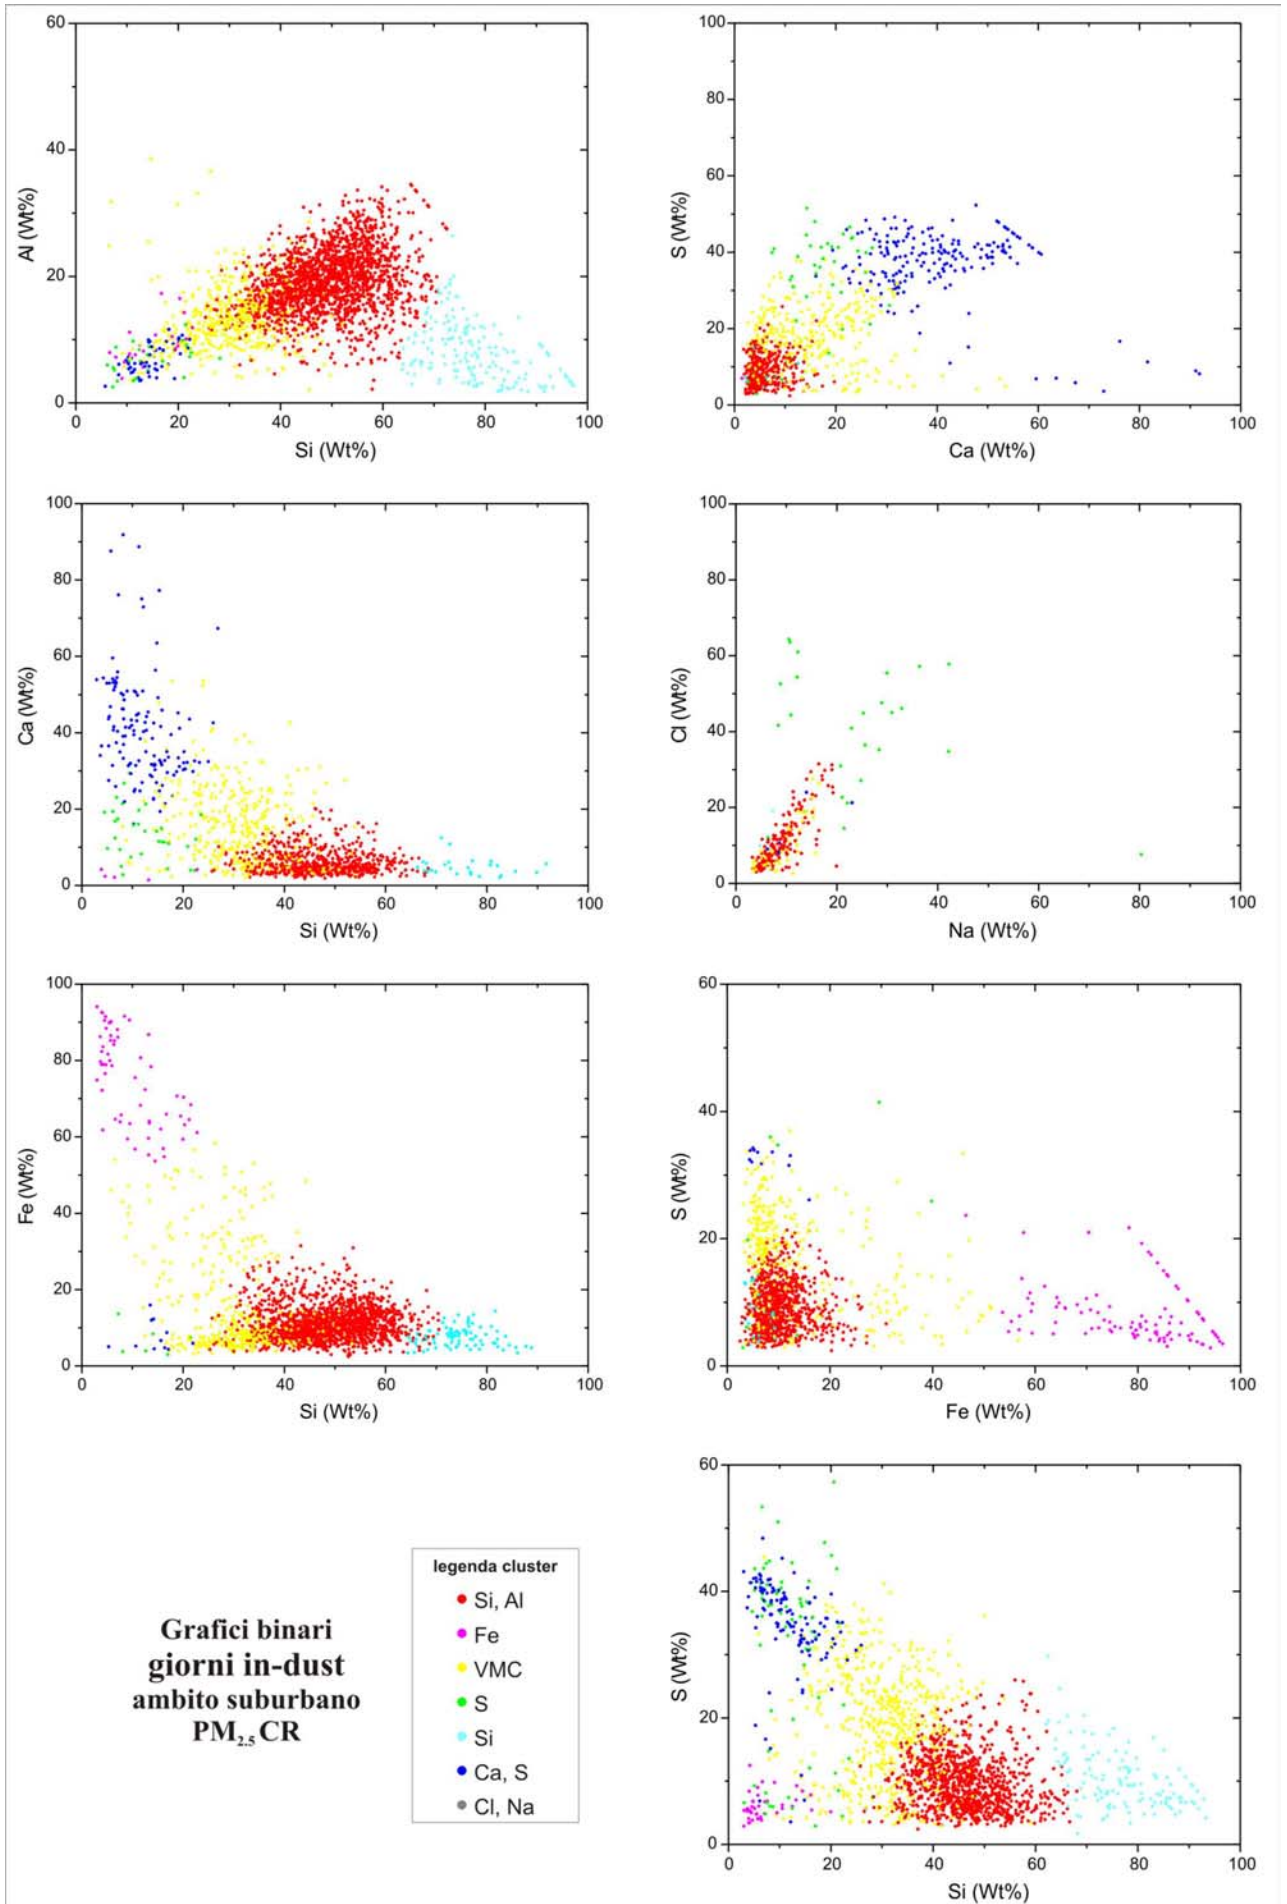 60
40
20
0
0 20 40 60 80 100
Al (Wt%)
Si (Wt%)
100
80
60
40
20
0
0 20 40 60 80 100
S (Wt%)
Ca (Wt%)
100
80
60
40
20
0
0 20 40 60 80 100
Ca (Wt%)
Si (Wt%)
100
80
60
40
20
0
0 20 40 60 80 100
Cl (Wt%)
Na (Wt%)
100
80
60
40
20
0
0 20 40 60 80 100
Fe (Wt%)
Si (Wt%)
60
40
20
0
0 20 40 60 80 100
S (Wt%)
Fe (Wt%)
Grafici binari
giorni in-dust
ambito suburbano
PM2.5 CR
legenda cluster
Si, Al
Fe
VMC
S
Si
Ca, S
Cl, Na
60
40
20
0
0 20 40 60 80 100
S (Wt%)
Si (Wt%)